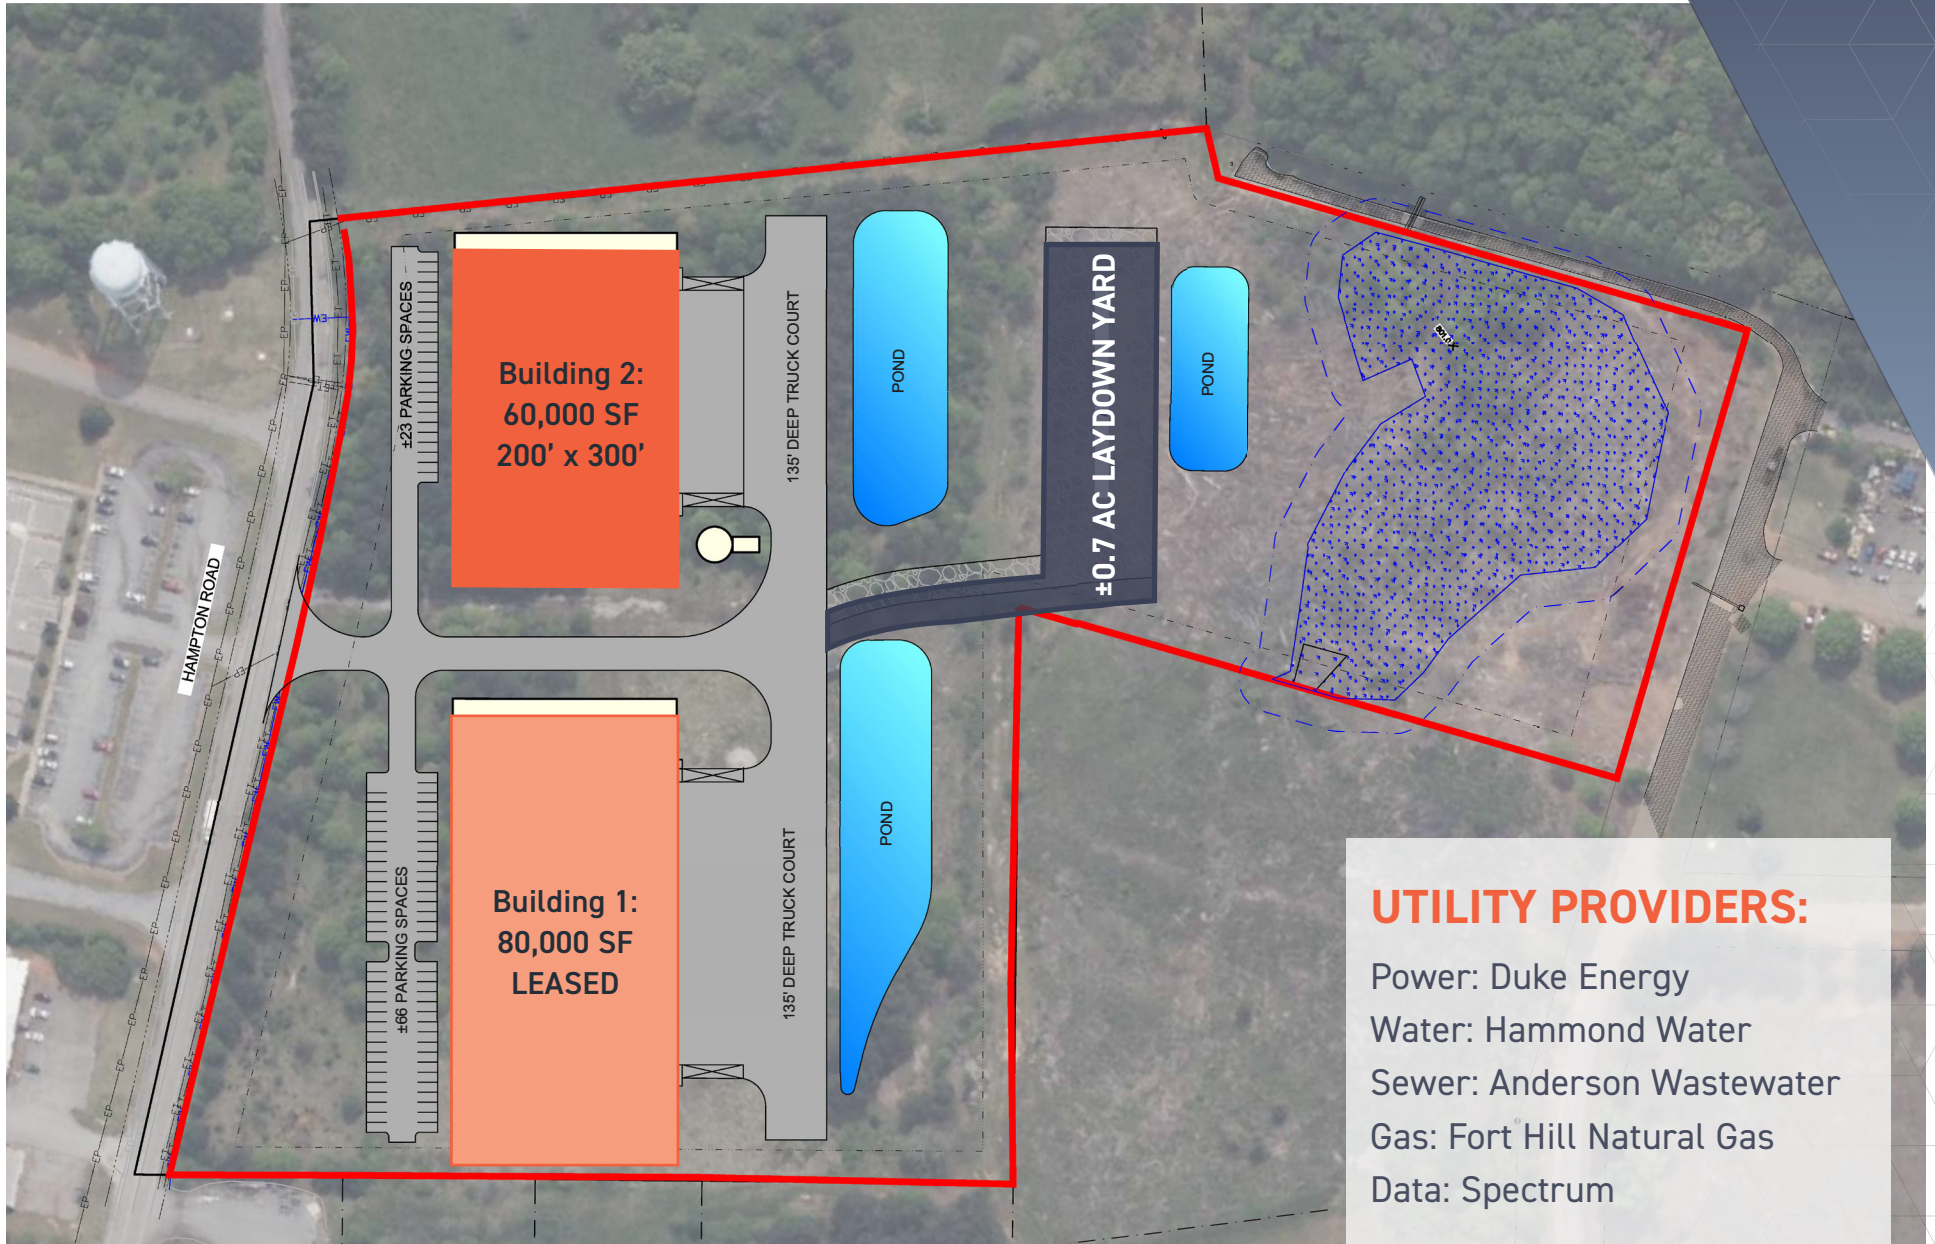 HAMPTON ROAD
±23 PARKING SPACES
Building 2:
60,000 SF
200' x 300'
135' DEEP TRUCK COURT
POND
±0.7 AC LAYDOWN YARD
POND
±66 PARKING SPACES
Building 1:
80,000 SF
LEASED
135' DEEP TRUCK COURT
POND
UTILITY PROVIDERS:
Power: Duke Energy
Water: Hammond Water
Sewer: Anderson Wastewater
Gas: Fort Hill Natural Gas
Data: Spectrum